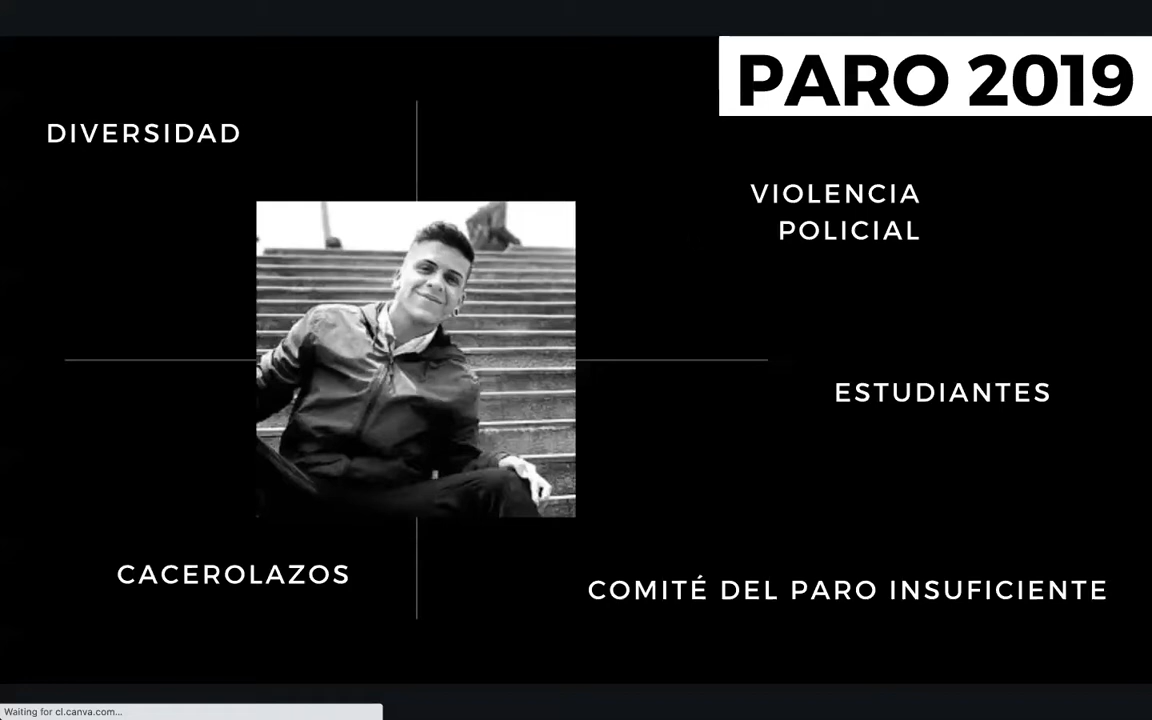 PARO 2019
DIVERSIDAD
VIOLENCIA
POLICIAL
ESTUDIANTES
CACEROLAZOS
COMITÉ DEL PARO INSUFICIENTE
Waiting for cl.canva.com...